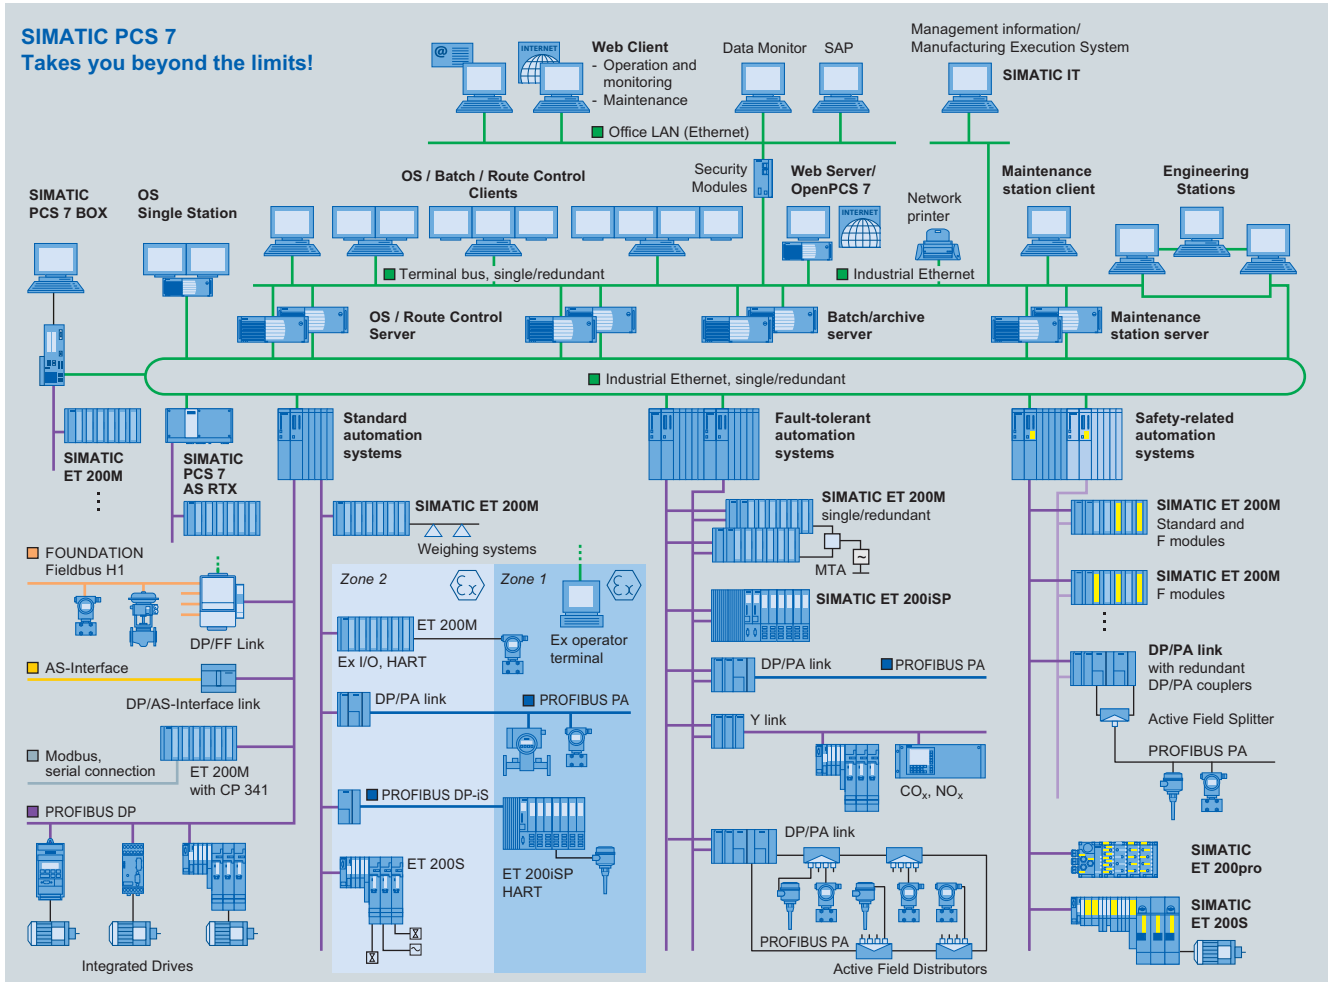 SIMATIC PCS 7
Takes you beyond the limits!
@
INTERNET
Web Client
- Operation and
monitoring
- Maintenance
Data Monitor
SAP
Management information/
Manufacturing Execution System
SIMATIC IT
Office LAN (Ethernet)
SIMATIC
PCS 7 BOX
OS
Single Station
OS / Batch / Route Control
Clients
Security
Modules
Web Server/
OpenPCS 7
INTERNET
Network
printer
Maintenance
station client
Engineering
Stations
Terminal bus, single/redundant
Industrial Ethernet
OS / Route Control
Server
Batch/archive
server
Maintenance
station server
Industrial Ethernet, single/redundant
SIMATIC
ET 200M
SIMATIC
PCS 7
AS RTX
Standard
automation
systems
Fault-tolerant
automation
systems
Safety-related
automation
systems
SIMATIC ET 200M
Weighing systems
SIMATIC ET 200M
single/redundant
MTA
SIMATIC ET 200M
Standard and
F modules
SIMATIC ET 200M
F modules
FOUNDATION
Fieldbus H1
DP/FF Link
Zone 2
εx
Zone 1
εx
Ex operator
terminal
ET 200M
Ex I/O, HART
SIMATIC ET 200iSP
AS-Interface
DP/AS-Interface link
DP/PA link
PROFIBUS PA
DP/PA link
PROFIBUS PA
DP/PA link
with redundant
DP/PA couplers
Active Field Splitter
PROFIBUS PA
Modbus,
serial connection
ET 200M
with CP 341
Y link
COx, NOx
PROFIBUS DP
PROFIBUS DP-iS
ET 200iSP
HART
ET 200S
DP/PA link
PROFIBUS PA
Active Field Distributors
SIMATIC
ET 200pro
SIMATIC
ET 200S
Integrated Drives